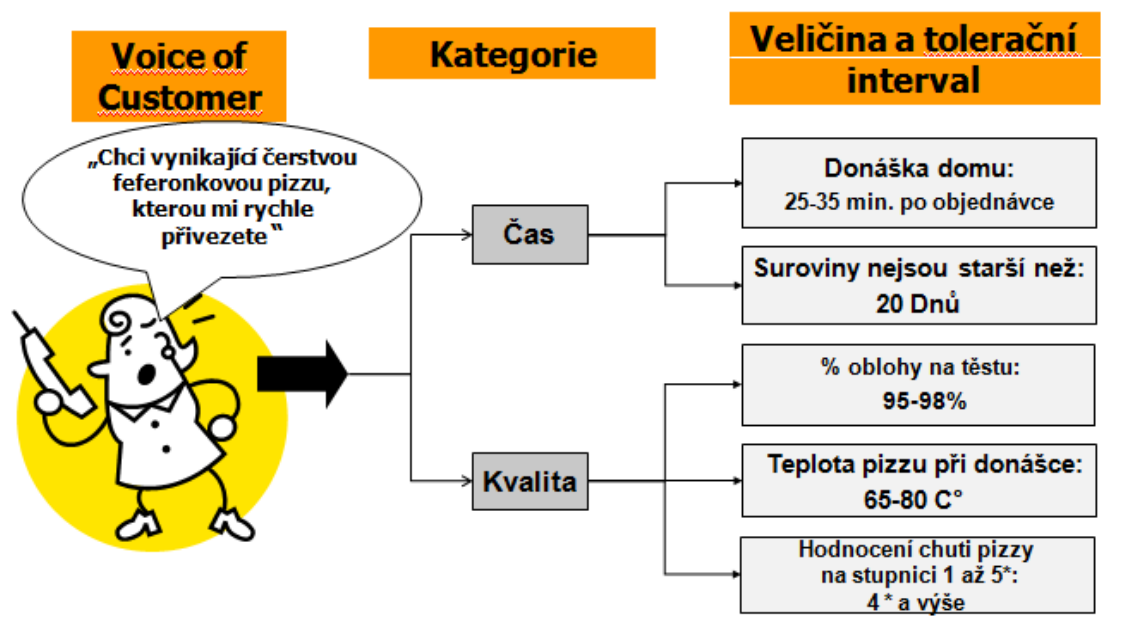 Voice of
Customer
Kategorie
Veličina a tolerační
interval
„Chci vynikající čerstvou
feferonkovou pizzu,
kterou mi rychle
přivezete“
Čas
Donáška domu:
25-35 min. po objednávce
Suroviny nejsou starší než:
20 Dnů
Kvalita
% oblohy na těstu:
95-98%
Teplota pizzu při donášce:
65-80 C°
Hodnocení chuti pizzy
na stupnici 1 až 5*:
4 * a výše